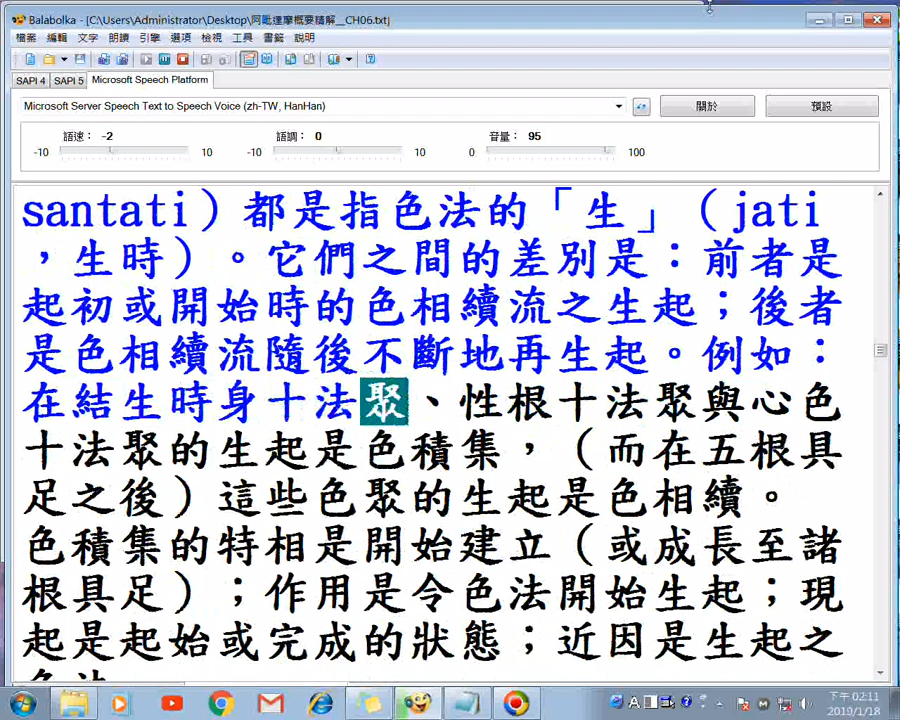 Balabolka - [C:\Users\Administrator\Desktop\阿毗達摩概要精解__CH06.txt]
檔案 編輯 文字 朗讀 引擎 選項 檢視 工具 書籤 說明
SAPI 4 SAPI 5 Microsoft Speech Platform
Microsoft Server Speech Text to Speech Voice (zh-TW, HanHan) 關於 預設
語速： -2 語調： 0 音量： 95
-10 10 -10 10 0 100
santati）都是指色法的「生」（jati
，生時）。它們之間的差別是：前者是
起初或開始時的色相續流之生起；後者
是色相續流隨後不斷地再生起。例如：
在結生時身十法聚、性根十法聚與心色
十法聚的生起是色積集，（而在五根具
足之後）這些色聚的生起是色相續。
色積集的特相是開始建立（或成長至諸
根具足）；作用是令色法開始生起；現
起是起始或完成的狀態；近因是生起之
下午 02:11
2019/1/18